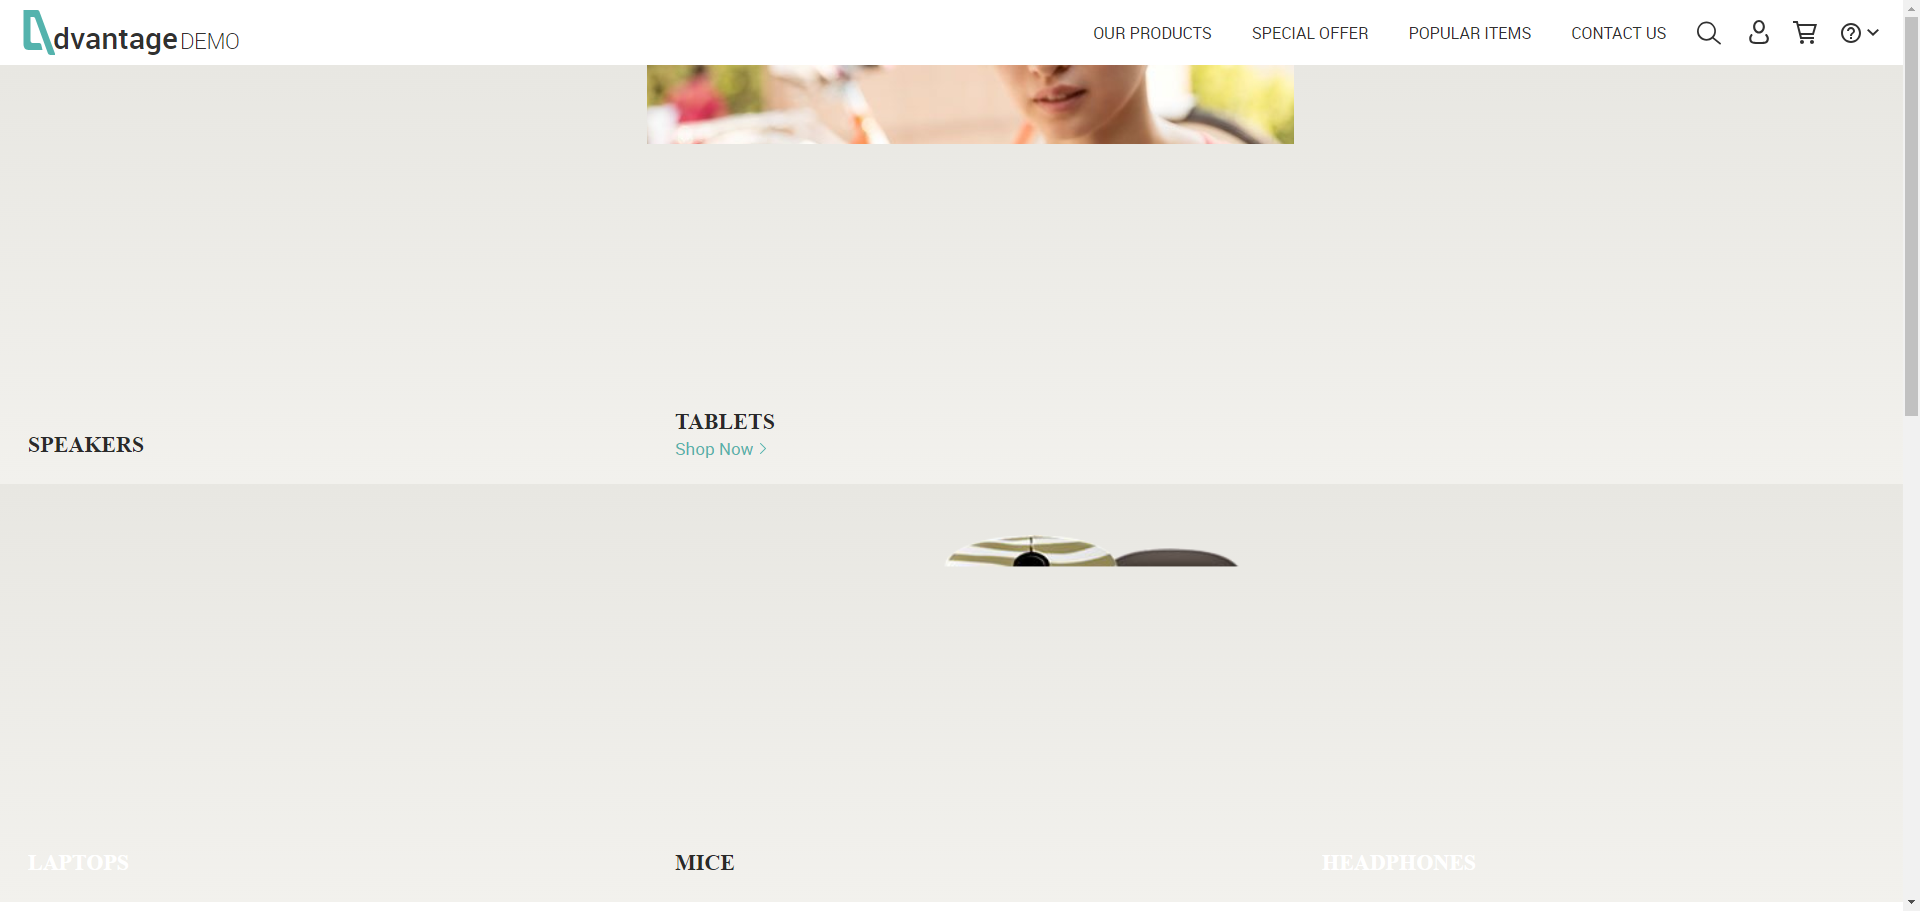 dvantage DEMO
OUR PRODUCTS SPECIAL OFFER POPULAR ITEMS CONTACT US
TABLETS
Shop Now
SPEAKERS
LAPTOPS
MICE
HEADPHONES